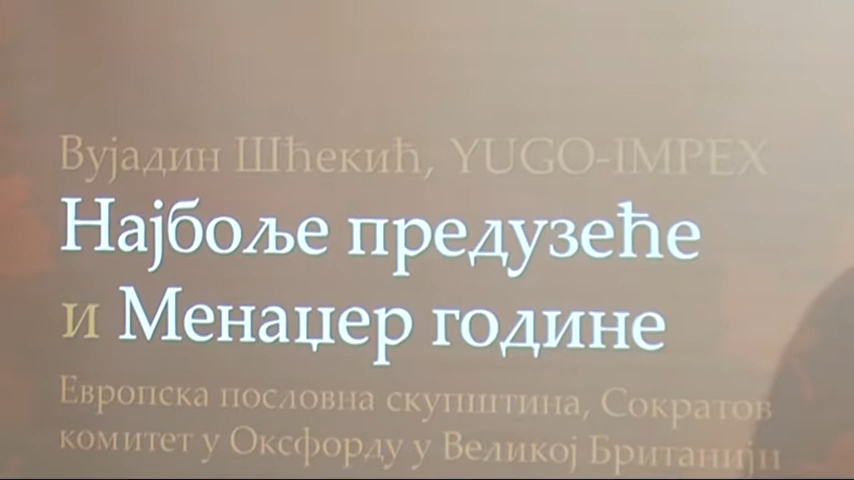 Вујадин Шћекић, YUGO-IMPEX
Најбоље предузеће
и Менаџер године
Европска пословна скупштина, Сократов
комитет у Оксфорду у Великој Британији